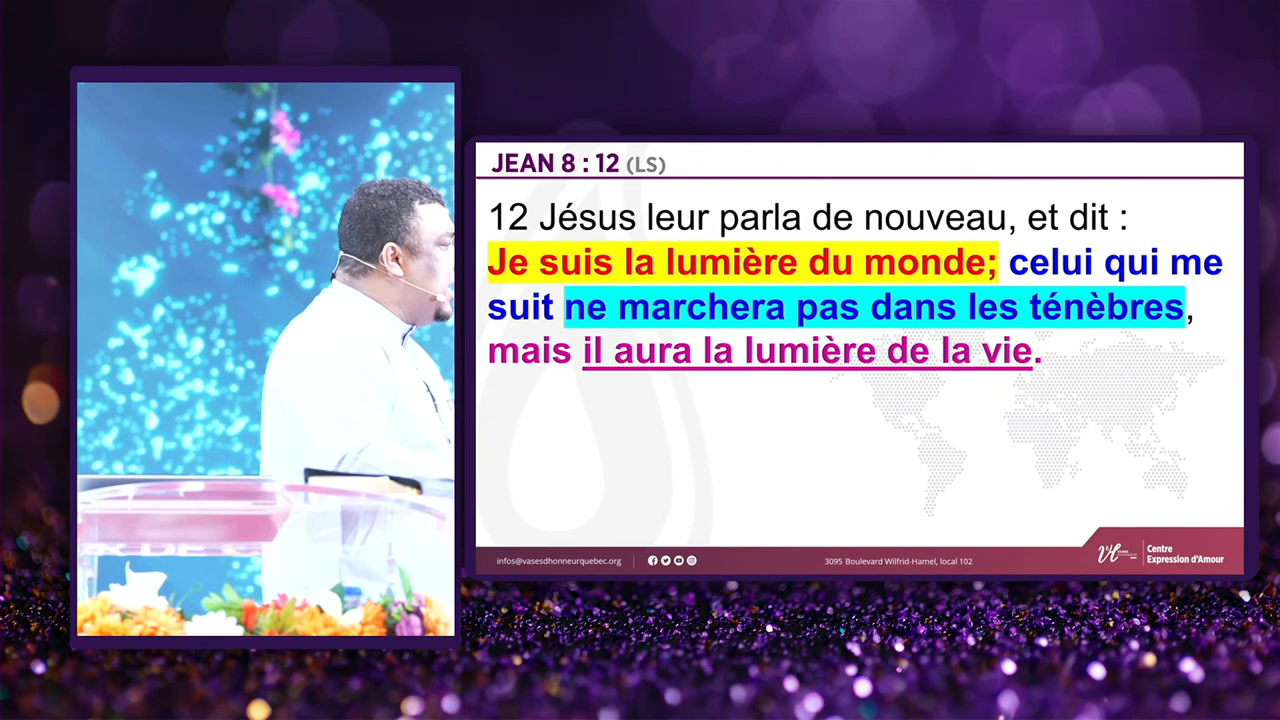 JEAN 8 : 12 (LS)
12 Jésus leur parla de nouveau, et dit :
Je suis la lumière du monde; celui qui me
suit ne marchera pas dans les ténèbres,
mais il aura la lumière de la vie.
infos@vasesdhonneurquebec.org
3095 Boulevard Wilfrid-Hamel, local 102
Centre
Expression d'Amour